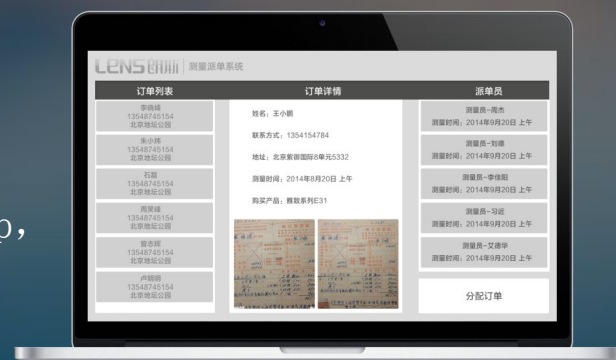 LENS 朗斯 测量派单系统
订单列表
李晓峰
13548745154
北京地坛公园
朱小玮
13548745154
北京地坛公园
石磊
13548745154
北京地坛公园
周笑峰
13548745154
北京地坛公园
曾志辉
13548745154
北京地坛公园
卢朝明
13548745154
北京地坛公园
订单详情
姓名：王小鹏
联系方式：1354154784
地址：北京紫御国际8单元5332
测量时间：2014年9月20日 上午
购买产品：雅致系列E31
派单员
测量员-周杰
测量时间：2014年9月20日 上午
测量员-刘德
测量时间：2014年9月20日 上午
测量员-李佳阳
测量时间：2014年9月20日 上午
测量员-习远
测量时间：2014年9月20日 上午
测量员-艾德华
测量时间：2014年9月20日 上午
分配订单
p，